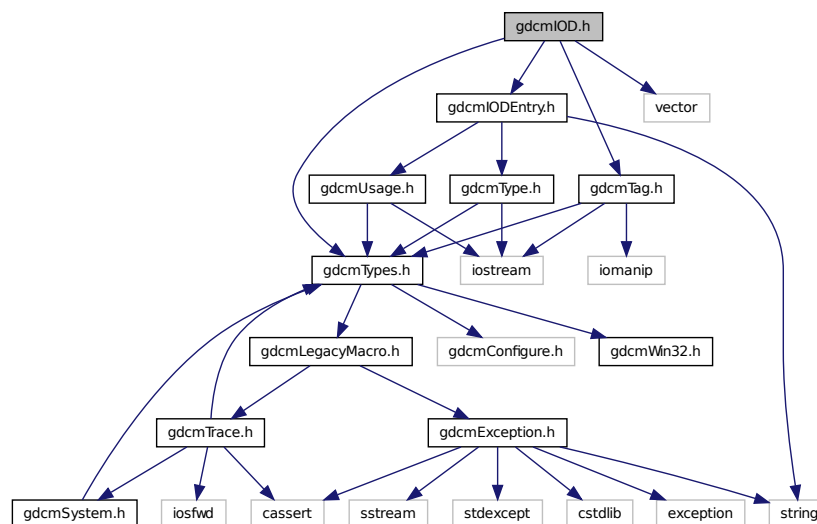 gdcmIOD.h
gdcmIODEntry.h
vector
gdcmUsage.h
gdcmType.h
gdcmTag.h
gdcmTypes.h
iostream
iomanip
gdcmLegacyMacro.h
gdcmConfigure.h
gdcmWin32.h
gdcmTrace.h
gdcmException.h
gdcmSystem.h
iosfwd
cassert
sstream
stdexcept
cstdlib
exception
string